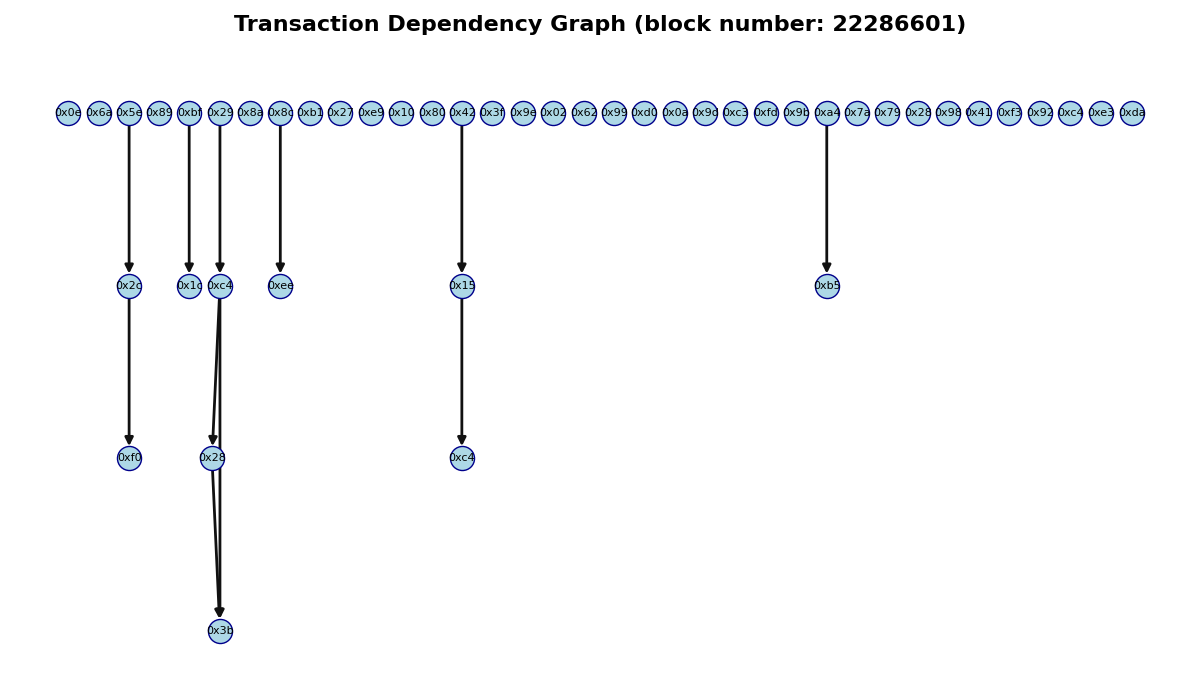 Transaction Dependency Graph (block number: 22286601)
0x0e 0x6a 0x5e 0x89 0xbf 0x29 0x8a 0x8c 0xb1 0x27 0xe9 0x10 0x80 0x42 0x3f 0x9e 0x02 0x62 0x99 0xd0 0x0a 0x9d 0xc3 0xfd 0x9b 0xa4 0x7a 0x79 0x28 0x98 0x41 0xf3 0x92 0xc4 0xe3 0xda
0x2c 0x1c 0xc4 0xee 0x15 0xb5
0xf0 0x28 0xc4
0x3b